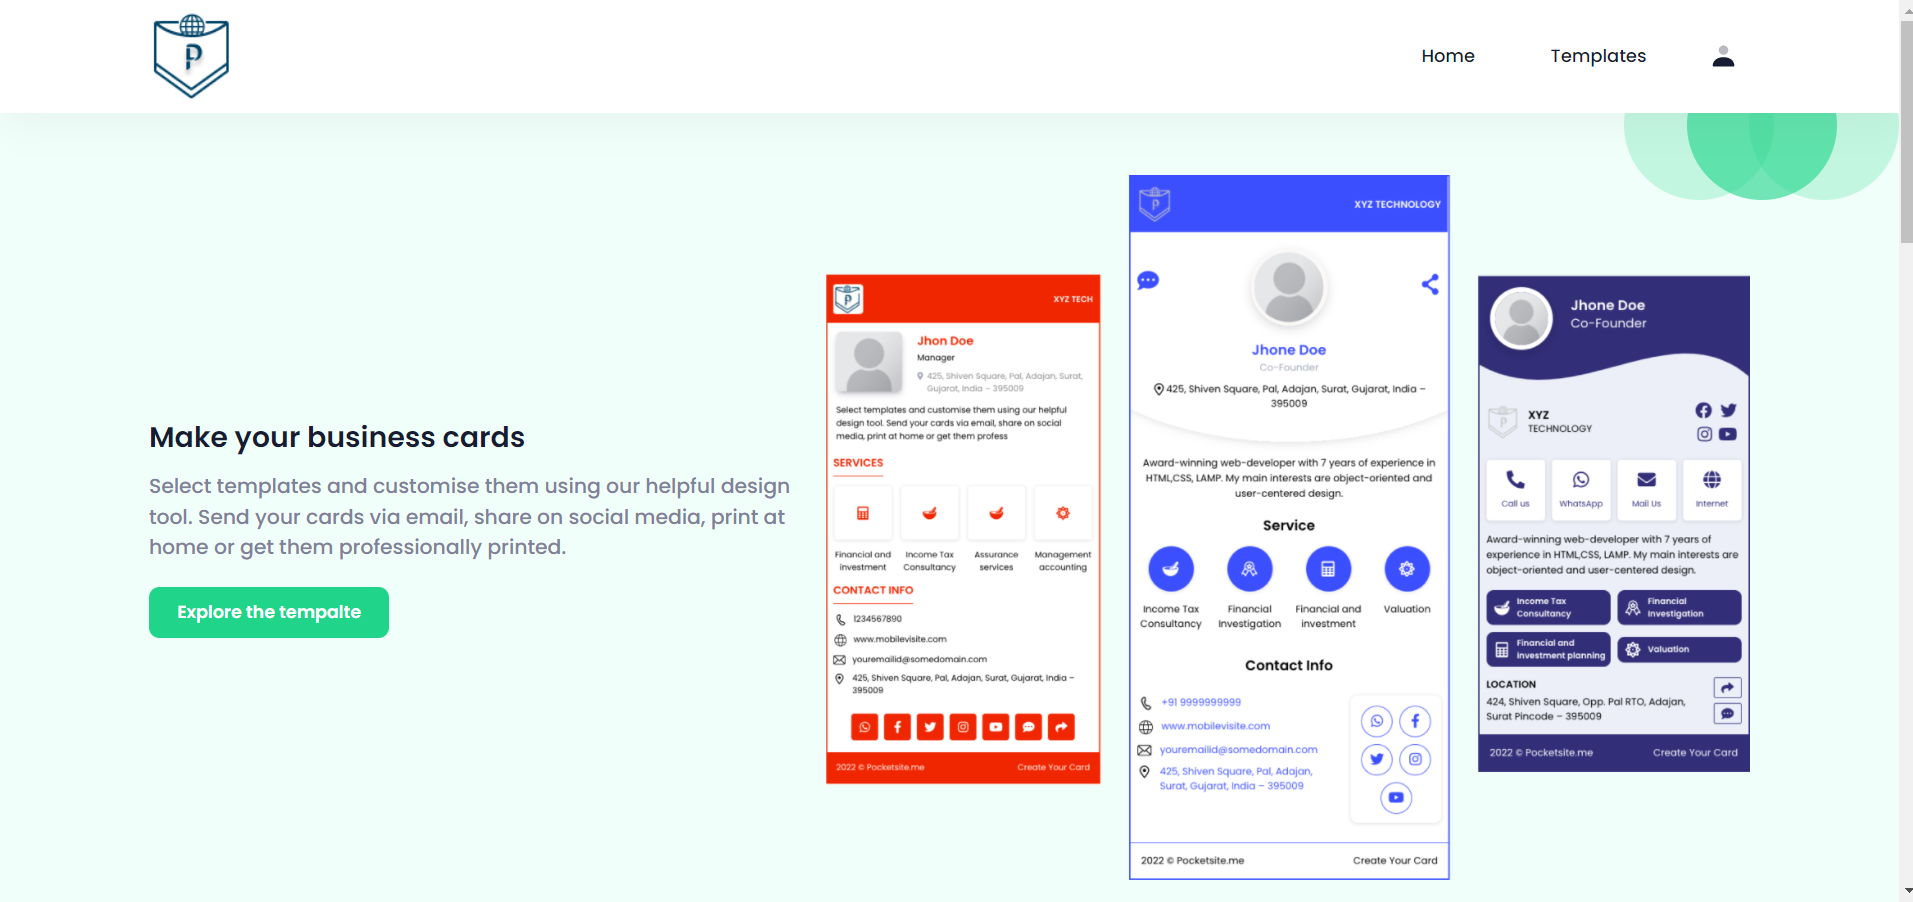 P
Home
Templates
Make your business cards
Select templates and customise them using our helpful design
tool. Send your cards via email, share on social media, print at
home or get them professionally printed.
Explore the tempalte
P
XYZ TECH
Jhon Doe
Manager
425, Shiven Square, Pal, Adajan, Surat,
Gujarat, India – 395009
Select templates and customise them using our helpful
design tool. Send your cards via email, share on social
media, print at home or get them profess
SERVICES
Financial and
investment
Income Tax
Consultancy
Assurance
services
Management
accounting
CONTACT INFO
1234567890
www.mobilevisite.com
youremailid@somedomain.com
425, Shiven Square, Pal, Adajan, Surat, Gujarat, India –
395009
2022 © Pocketsite.me
Create Your Card
P
XYZ TECHNOLOGY
Jhone Doe
Co-Founder
425, Shiven Square, Pal, Adajan, Surat, Gujarat, India –
395009
Award-winning web-developer with 7 years of experience in
HTML,CSS, LAMP. My main interests are object-oriented and
user-centered design.
Service
Income Tax
Consultancy
Financial
Investigation
Financial and
investment
Valuation
Contact Info
+91 9999999999
www.mobilevisite.com
youremailid@somedomain.com
425, Shiven Square, Pal, Adajan,
Surat, Gujarat, India – 395009
2022 © Pocketsite.me
Create Your Card
Jhone Doe
Co-Founder
P
XYZ
TECHNOLOGY
Call us
WhatsApp
Mail Us
Internet
Award-winning web-developer with 7 years of
experience in HTML,CSS, LAMP. My main interests are
object-oriented and user-centered design.
Income Tax
Consultancy
Financial
Investigation
Financial and
investment planning
Valuation
LOCATION
424, Shiven Square, Opp. Pal RTO, Adajan,
Surat Pincode – 395009
2022 © Pocketsite.me
Create Your Card